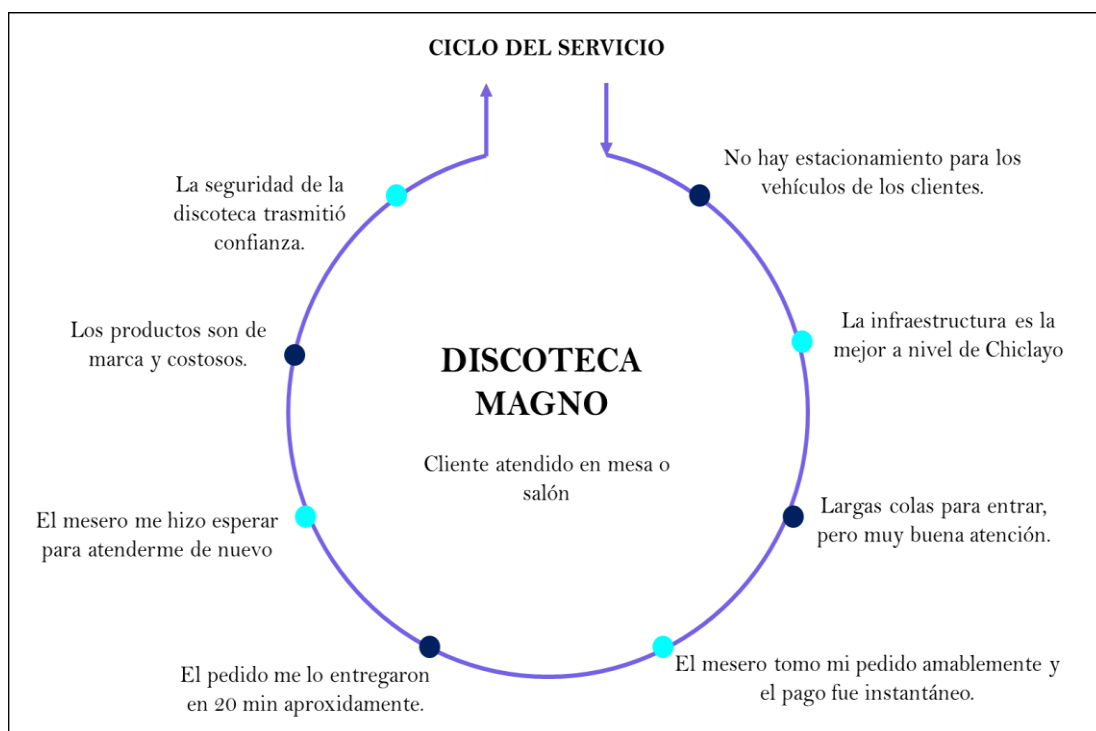 CICLO DEL SERVICIO
No hay estacionamiento para los
vehículos de los clientes.
La infraestructura es la
mejor a nivel de Chiclayo
Largas colas para entrar,
pero muy buena atención.
El mesero tomo mi pedido amablemente y
el pago fue instantáneo.
El pedido me lo entregaron
en 20 min aproxidamente.
El mesero me hizo esperar
para atenderme de nuevo
Los productos son de
marca y costosos.
La seguridad de la
discoteca trasmitió
confianza.
DISCOTECA
MAGNO
Cliente atendido en mesa o
salón